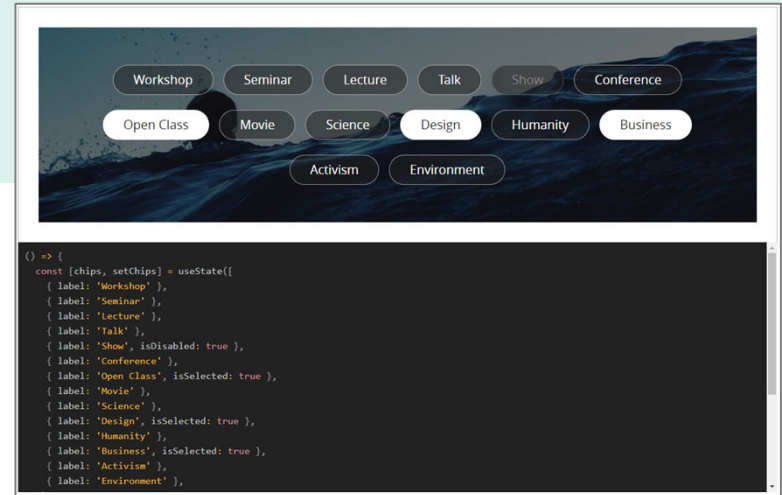 Workshop Seminar Lecture Talk Show Conference
Open Class Movie Science Design Humanity Business
Activism Environment
() => {
const [chips, setChips] = useState([
{ label: 'Workshop' },
{ label: 'Seminar' },
{ label: 'Lecture' },
{ label: 'Talk' },
{ label: 'Show', isDisabled: true },
{ label: 'Conference' },
{ label: 'Open Class', isSelected: true },
{ label: 'Movie' },
{ label: 'Science' },
{ label: 'Design', isSelected: true },
{ label: 'Humanity' },
{ label: 'Business', isSelected: true },
{ label: 'Activism' },
{ label: 'Environment' },